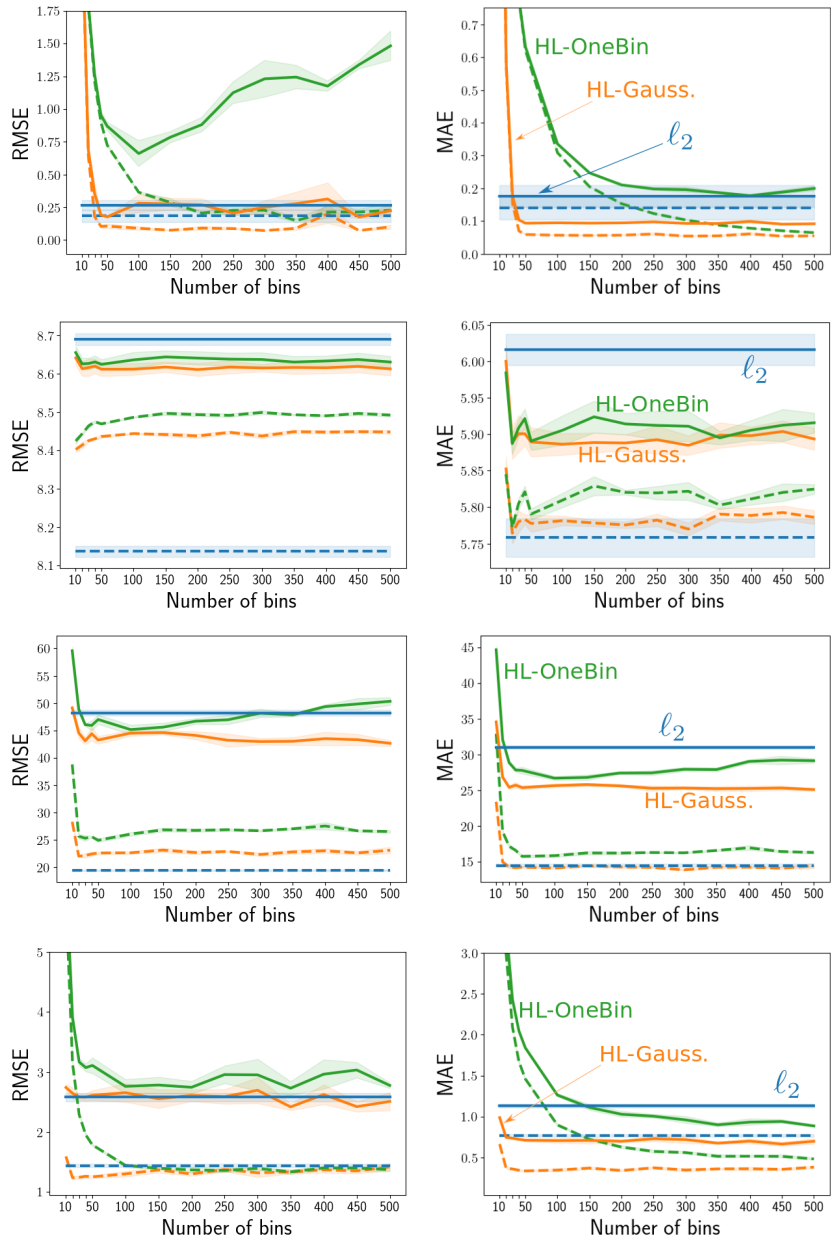 1.75
1.50
1.25
1.00
0.75
0.50
0.25
0.00
RMSE
10 50 100 150 200 250 300 350 400 450 500
Number of bins
0.7
0.6
0.5
0.4
0.3
0.2
0.1
0.0
MAE
HL-OneBin
HL-Gauss.
ℓ2
10 50 100 150 200 250 300 350 400 450 500
Number of bins
8.7
8.6
8.5
8.4
8.3
8.2
8.1
RMSE
10 50 100 150 200 250 300 350 400 450 500
Number of bins
6.05
6.00
5.95
5.90
5.85
5.80
5.75
MAE
ℓ2
HL-OneBin
HL-Gauss.
10 50 100 150 200 250 300 350 400 450 500
Number of bins
60
55
50
45
40
35
30
25
20
RMSE
10 50 100 150 200 250 300 350 400 450 500
Number of bins
45
40
35
30
25
20
15
MAE
HL-OneBin
ℓ2
HL-Gauss.
10 50 100 150 200 250 300 350 400 450 500
Number of bins
5
4
3
2
1
RMSE
10 50 100 150 200 250 300 350 400 450 500
Number of bins
3.0
2.5
2.0
1.5
1.0
0.5
MAE
HL-OneBin
HL-Gauss.
ℓ2
10 50 100 150 200 250 300 350 400 450 500
Number of bins